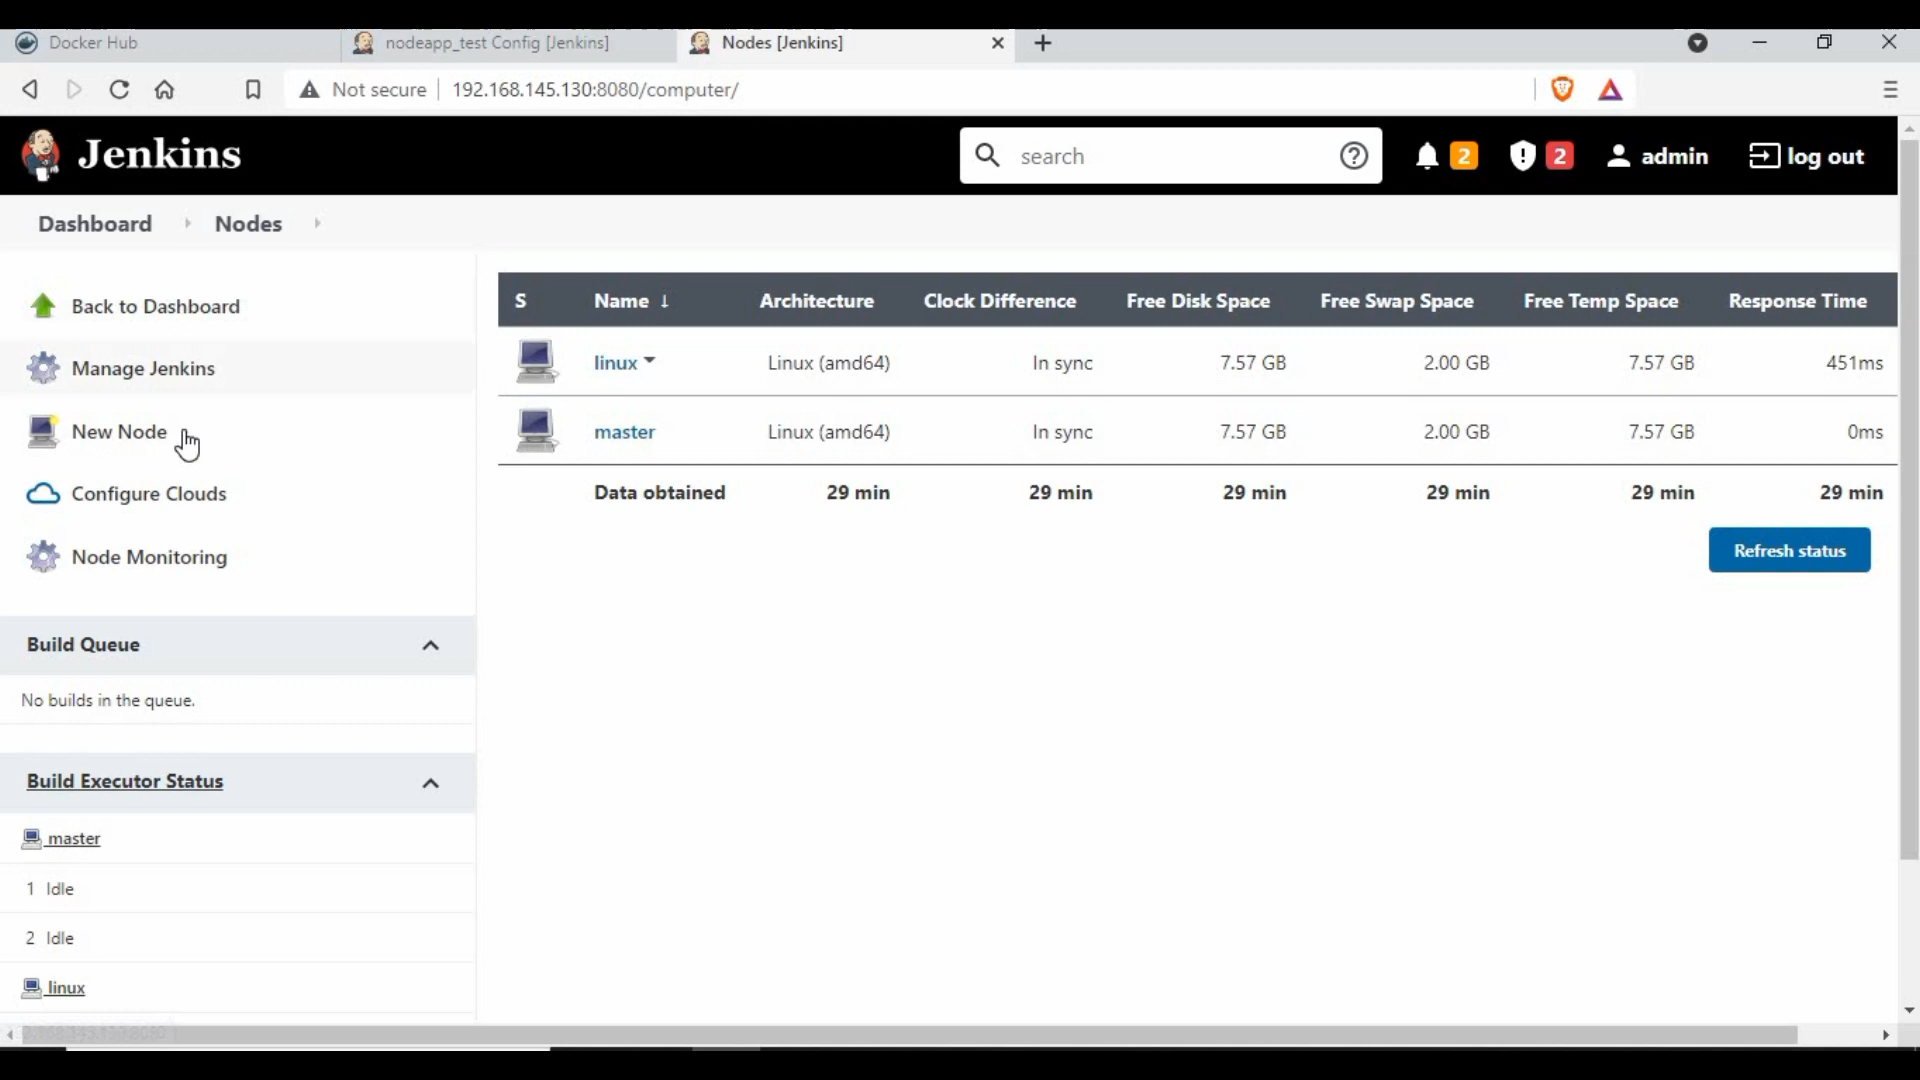 Docker Hub
nodeapp_test Config [Jenkins]
Nodes [Jenkins]
Not secure
192.168.145.130:8080/computer/
Jenkins
search
2
2
admin
log out
Dashboard
Nodes
Back to Dashboard
Manage Jenkins
New Node
Configure Clouds
Node Monitoring
S Name ↓ Architecture Clock Difference Free Disk Space Free Swap Space Free Temp Space Response Time
linux Linux (amd64) In sync 7.57 GB 2.00 GB 7.57 GB 451ms
master Linux (amd64) In sync 7.57 GB 2.00 GB 7.57 GB 0ms
Data obtained 29 min 29 min 29 min 29 min 29 min 29 min
Refresh status
Build Queue
No builds in the queue.
Build Executor Status
master
1 Idle
2 Idle
linux